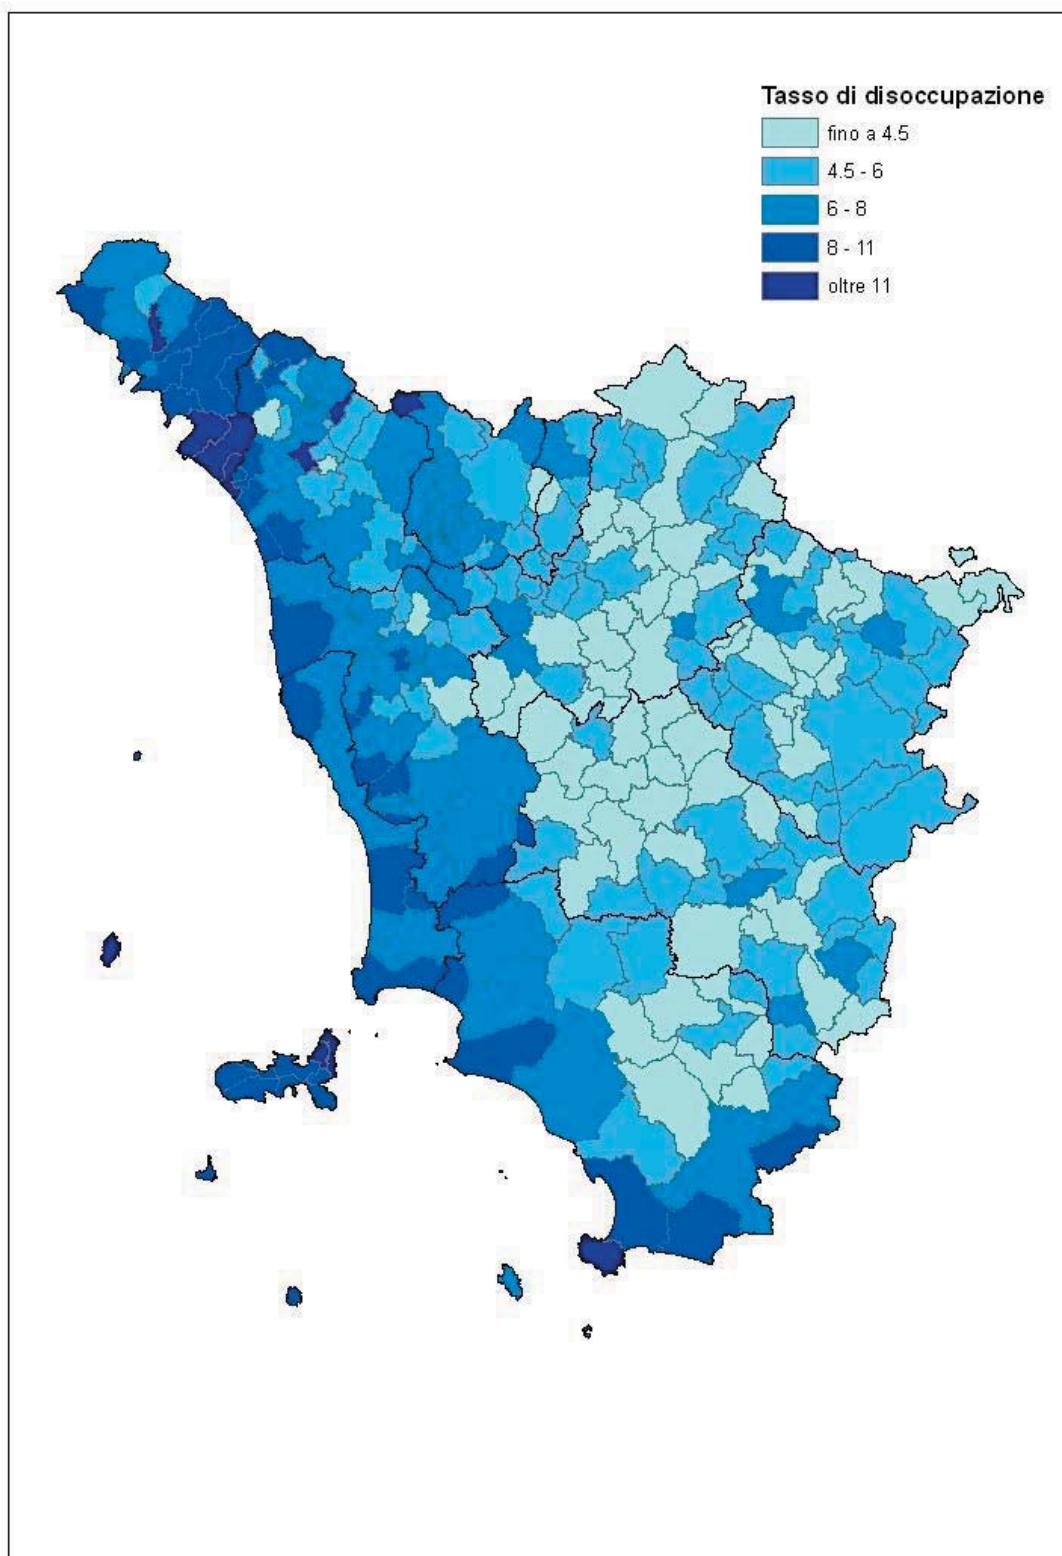 Tasso di disoccupazione
fino a 4.5
4.5 - 6
6 - 8
8 - 11
oltre 11